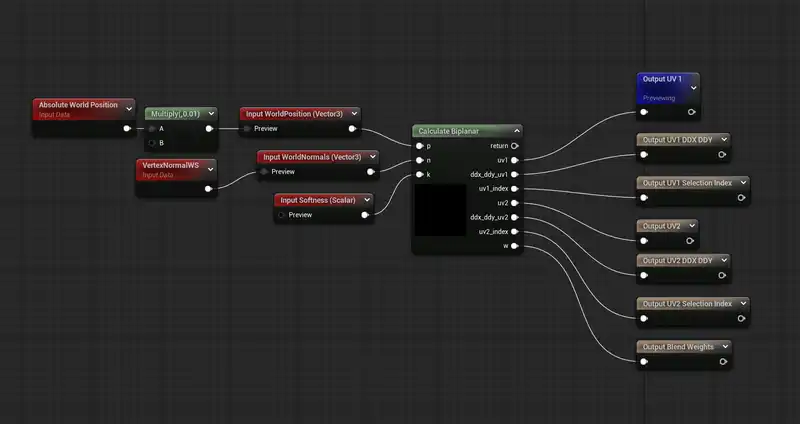 Absolute World Position
Input Data
Multiply(,0.01)
A
B
VertexNormalWS
Input Data
Input WorldPosition (Vector3)
Preview
Input WorldNormals (Vector3)
Preview
Input Softness (Scalar)
Preview
Calculate Biplanar
p
return
n
uv1
k
ddx_ddy_uv1
uv1_index
uv2
ddx_ddy_uv2
uv2_index
w
Output UV 1
Previewing
Output UV1 DDX DDY
Output UV1 Selection Index
Output UV2
Output UV2 DDX DDY
Output UV2 Selection Index
Output Blend Weights